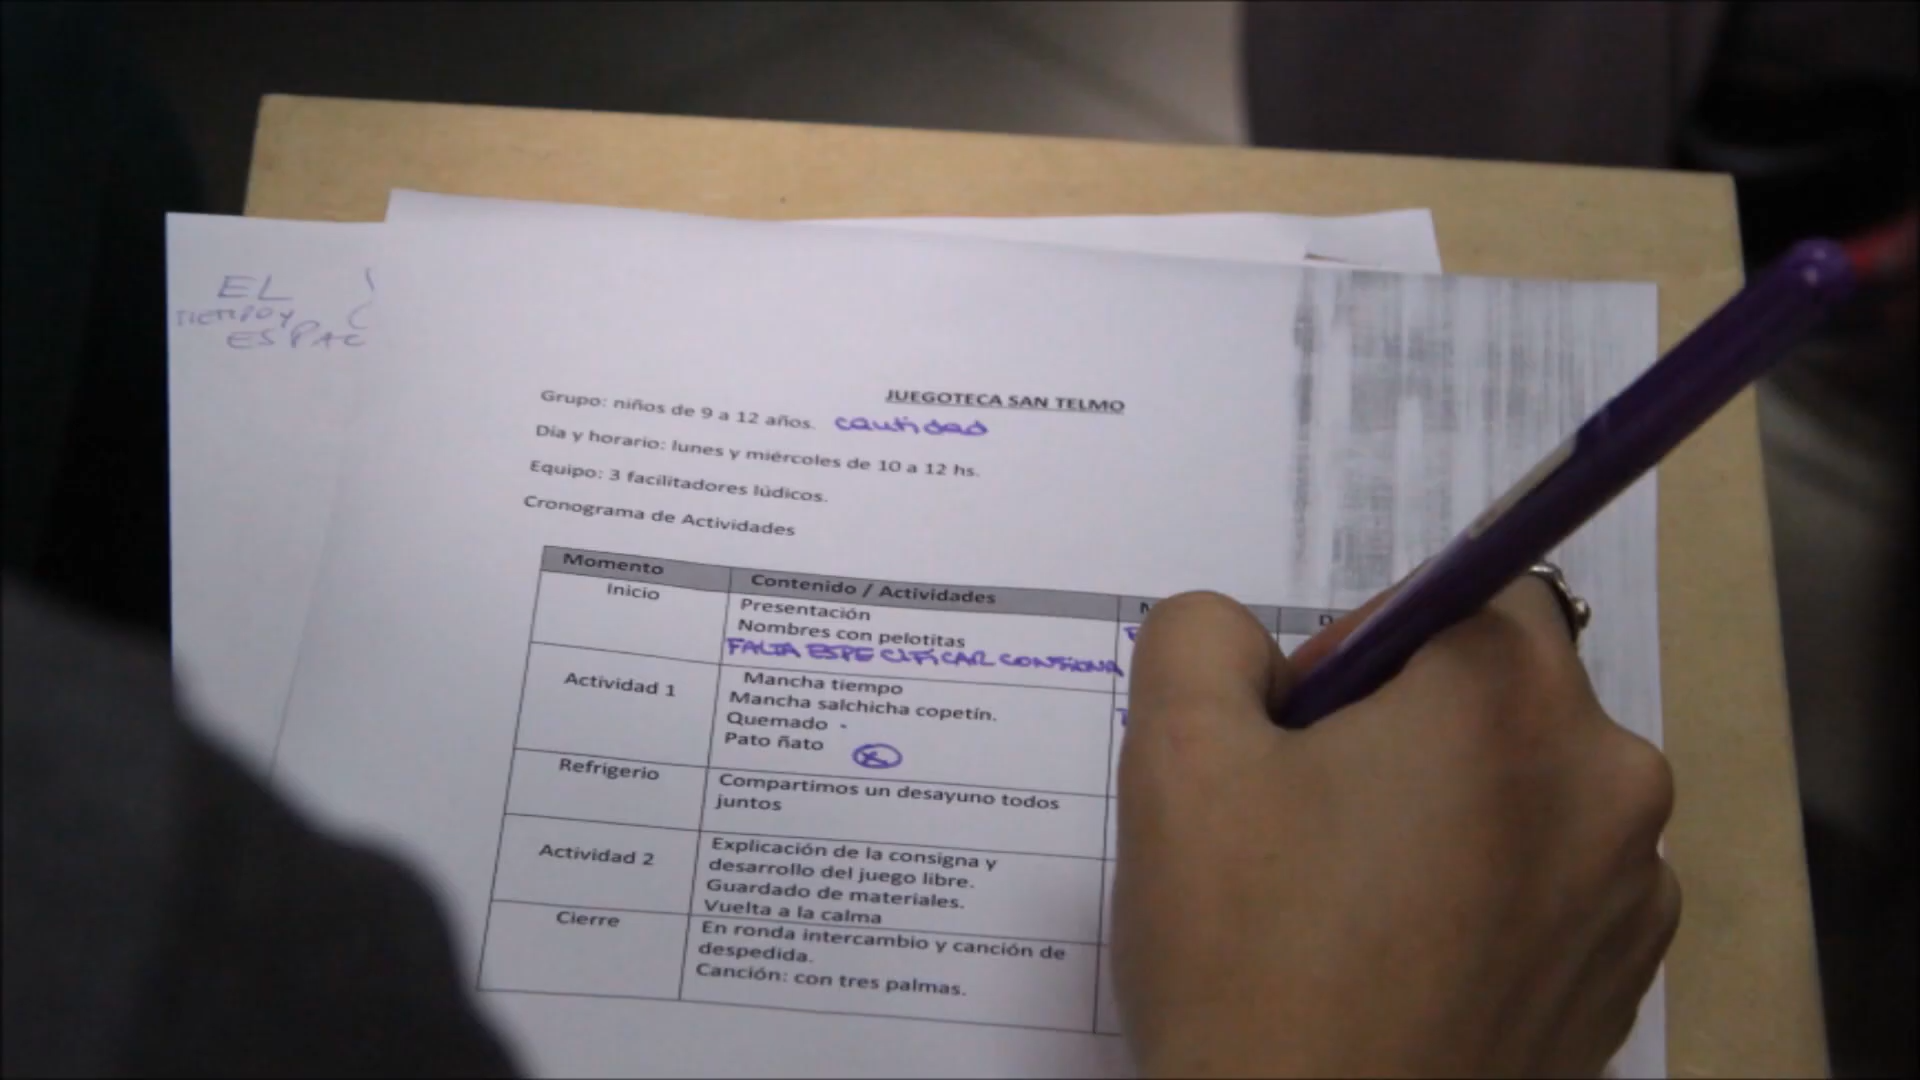 EL
TIEMPO Y
ESPAC
JUEGOTECA SAN TELMO
Grupo: niños de 9 a 12 años. cantidad
Día y horario: lunes y miércoles de 10 a 12 hs.
Equipo: 3 facilitadores lúdicos.
Cronograma de Actividades
Momento
Contenido / Actividades
Inicio
Presentación
Nombres con pelotitas
FALTA ESPECIFICAR CONSIGNA
Actividad 1
Mancha tiempo
Mancha salchicha copetín.
Quemado
Pato ñato
Refrigerio
Compartimos un desayuno todos
juntos
Actividad 2
Explicación de la consigna y
desarrollo del juego libre.
Guardado de materiales.
Vuelta a la calma
Cierre
En ronda intercambio y canción de
despedida.
Canción: con tres palmas.